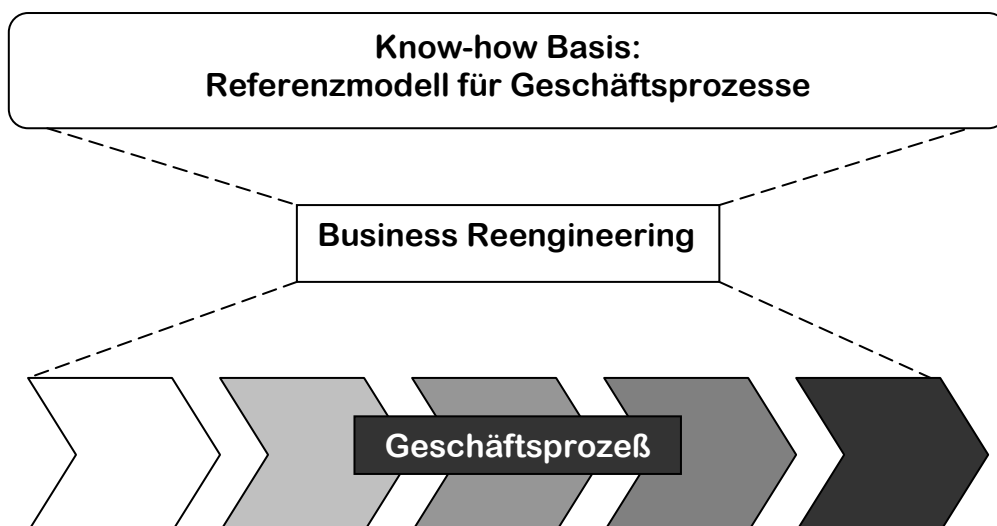 Know-how Basis:
Referenzmodell für Geschäftsprozesse
Business Reengineering
Geschäftsprozeß